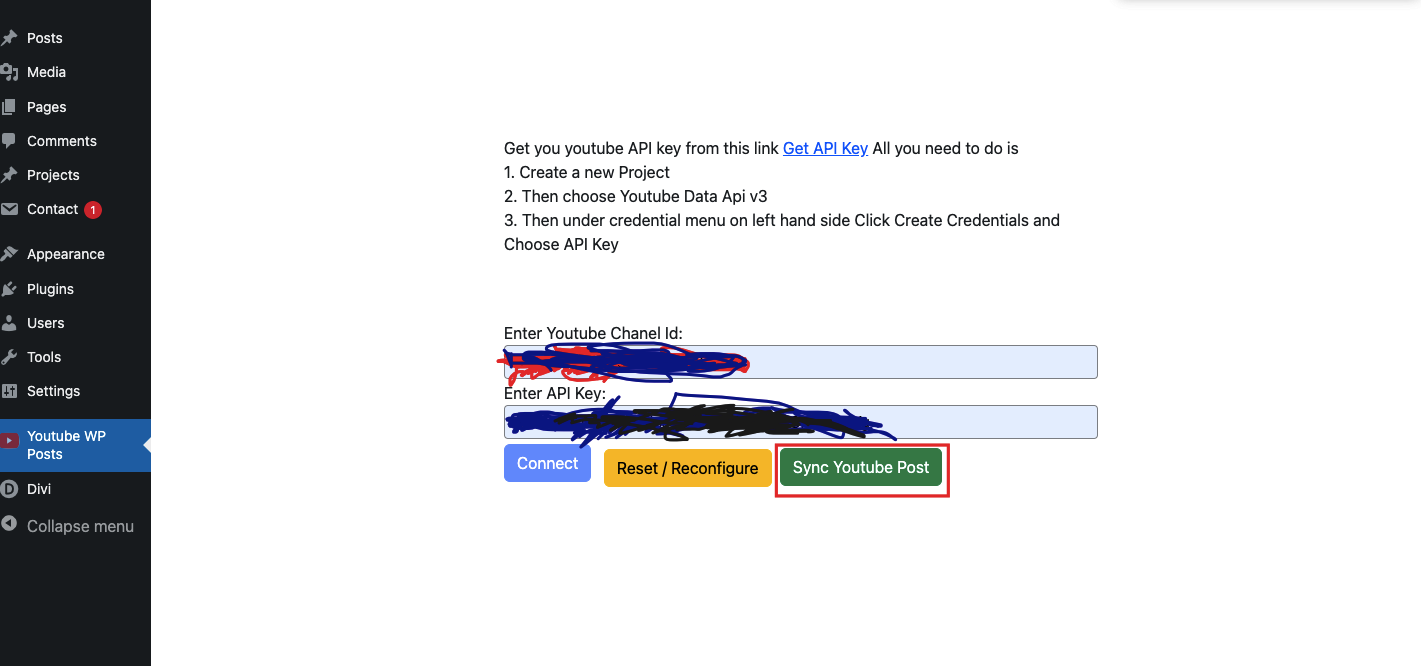 Posts
Media
Pages
Comments
Projects
Contact 1
Appearance
Plugins
Users
Tools
Settings
Youtube WP
Posts
Divi
Collapse menu
Get you youtube API key from this link Get API Key All you need to do is
1. Create a new Project
2. Then choose Youtube Data Api v3
3. Then under credential menu on left hand side Click Create Credentials and
Choose API Key
Enter Youtube Chanel Id:
Enter API Key:
Connect
Reset / Reconfigure
Sync Youtube Post